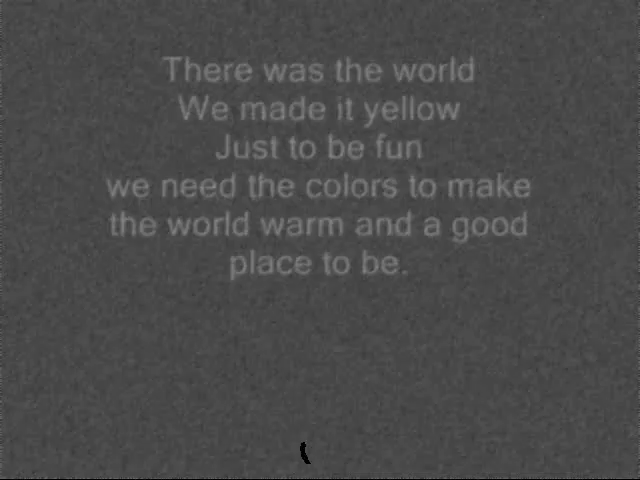 There was the world
We made it yellow
Just to be fun
we need the colors to make
the world warm and a good
place to be.